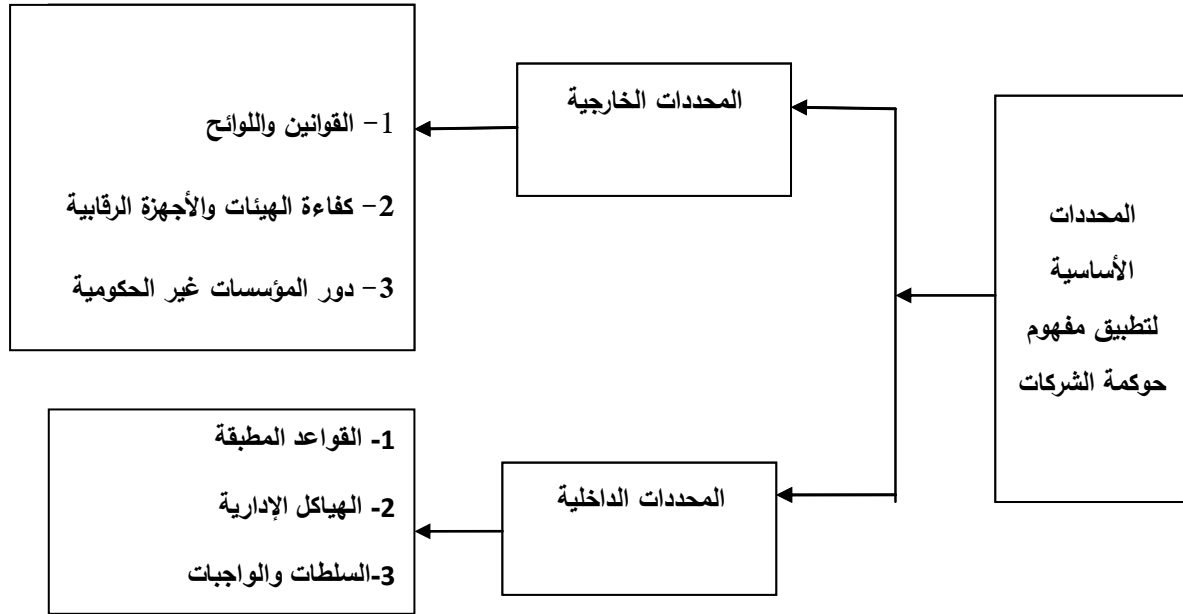 المحددات
الأساسية
لتطبيق مفهوم
حوكمة الشركات
المحددات الخارجية
1- القوانين واللوائح
2- كفاءة الهيئات والأجهزة الرقابية
3- دور المؤسسات غير الحكومية
المحددات الداخلية
1- القواعد المطبقة
2- الهياكل الإدارية
3-السلطات والواجبات